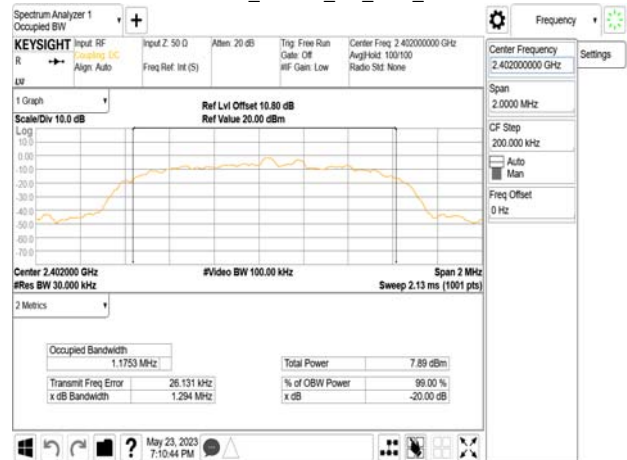 Spectrum Analyzer 1
Occupied BW
Frequency
KEYSIGHT
R
LVI
Input: RF
Coupling: DC
Align: Auto
Input Z: 50 Ω
Freq Ref: Int (S)
Atten: 20 dB
Trig: Free Run
Gate: Off
#IF Gain: Low
Center Freq: 2.402000000 GHz
Avg|Hold: 100/100
Radio Std: None
Center Frequency
2.402000000 GHz
Settings
Span
2.0000 MHz
CF Step
200.000 kHz
Auto
Man
Freq Offset
0 Hz
1 Graph
Scale/Div 10.0 dB
Ref Lvl Offset 10.80 dB
Ref Value 20.00 dBm
Log
10.0
0.00
-10.0
-20.0
-30.0
-40.0
-50.0
-60.0
-70.0
Center 2.402000 GHz
#Res BW 30.000 kHz
#Video BW 100.00 kHz
Span 2 MHz
Sweep 2.13 ms (1001 pts)
2 Metrics
Occupied Bandwidth
1.1753 MHz
Transmit Freq Error 26.131 kHz
x dB Bandwidth 1.294 MHz
Total Power 7.89 dBm
% of OBW Power 99.00 %
x dB -20.00 dB
?
May 23, 2023
7:10:44 PM